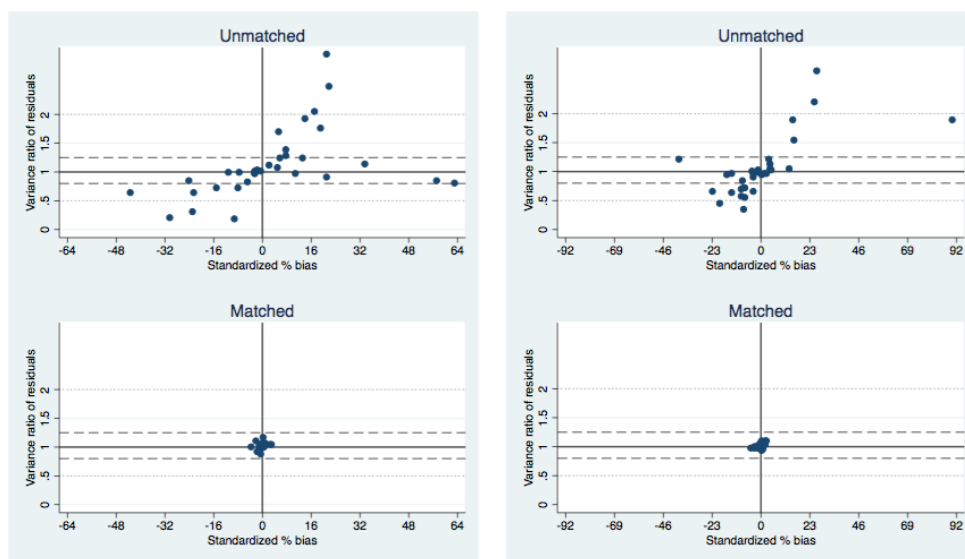 Unmatched
Variance ratio of residuals
2
1.5
1
.5
0
-64 -48 -32 -16 0 16 32 48 64
Standardized % bias
Unmatched
Variance ratio of residuals
2
1.5
1
.5
0
-92 -69 -46 -23 0 23 46 69 92
Standardized % bias
Matched
Variance ratio of residuals
2
1.5
1
.5
0
-64 -48 -32 -16 0 16 32 48 64
Standardized % bias
Matched
Variance ratio of residuals
2
1.5
1
.5
0
-92 -69 -46 -23 0 23 46 69 92
Standardized % bias